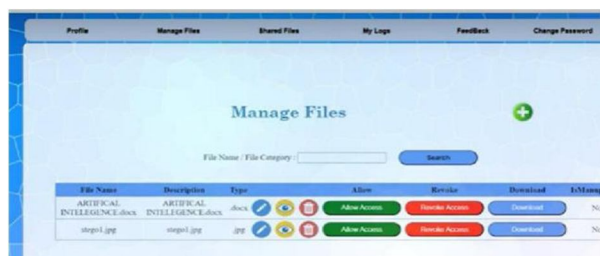 Profile Manage Files Shared Files My Logs FeedBack Change Password
Manage Files
File Name / File Category : Search
File Name Description Type Allow Revoke Download
ARTIFICAL INTELEGENCE.docx ARTIFICAL INTELEGENCE.docx .docx Allow Access Revoke Access Download
stego1.jpg stego1.jpg .jpg Allow Access Revoke Access Download